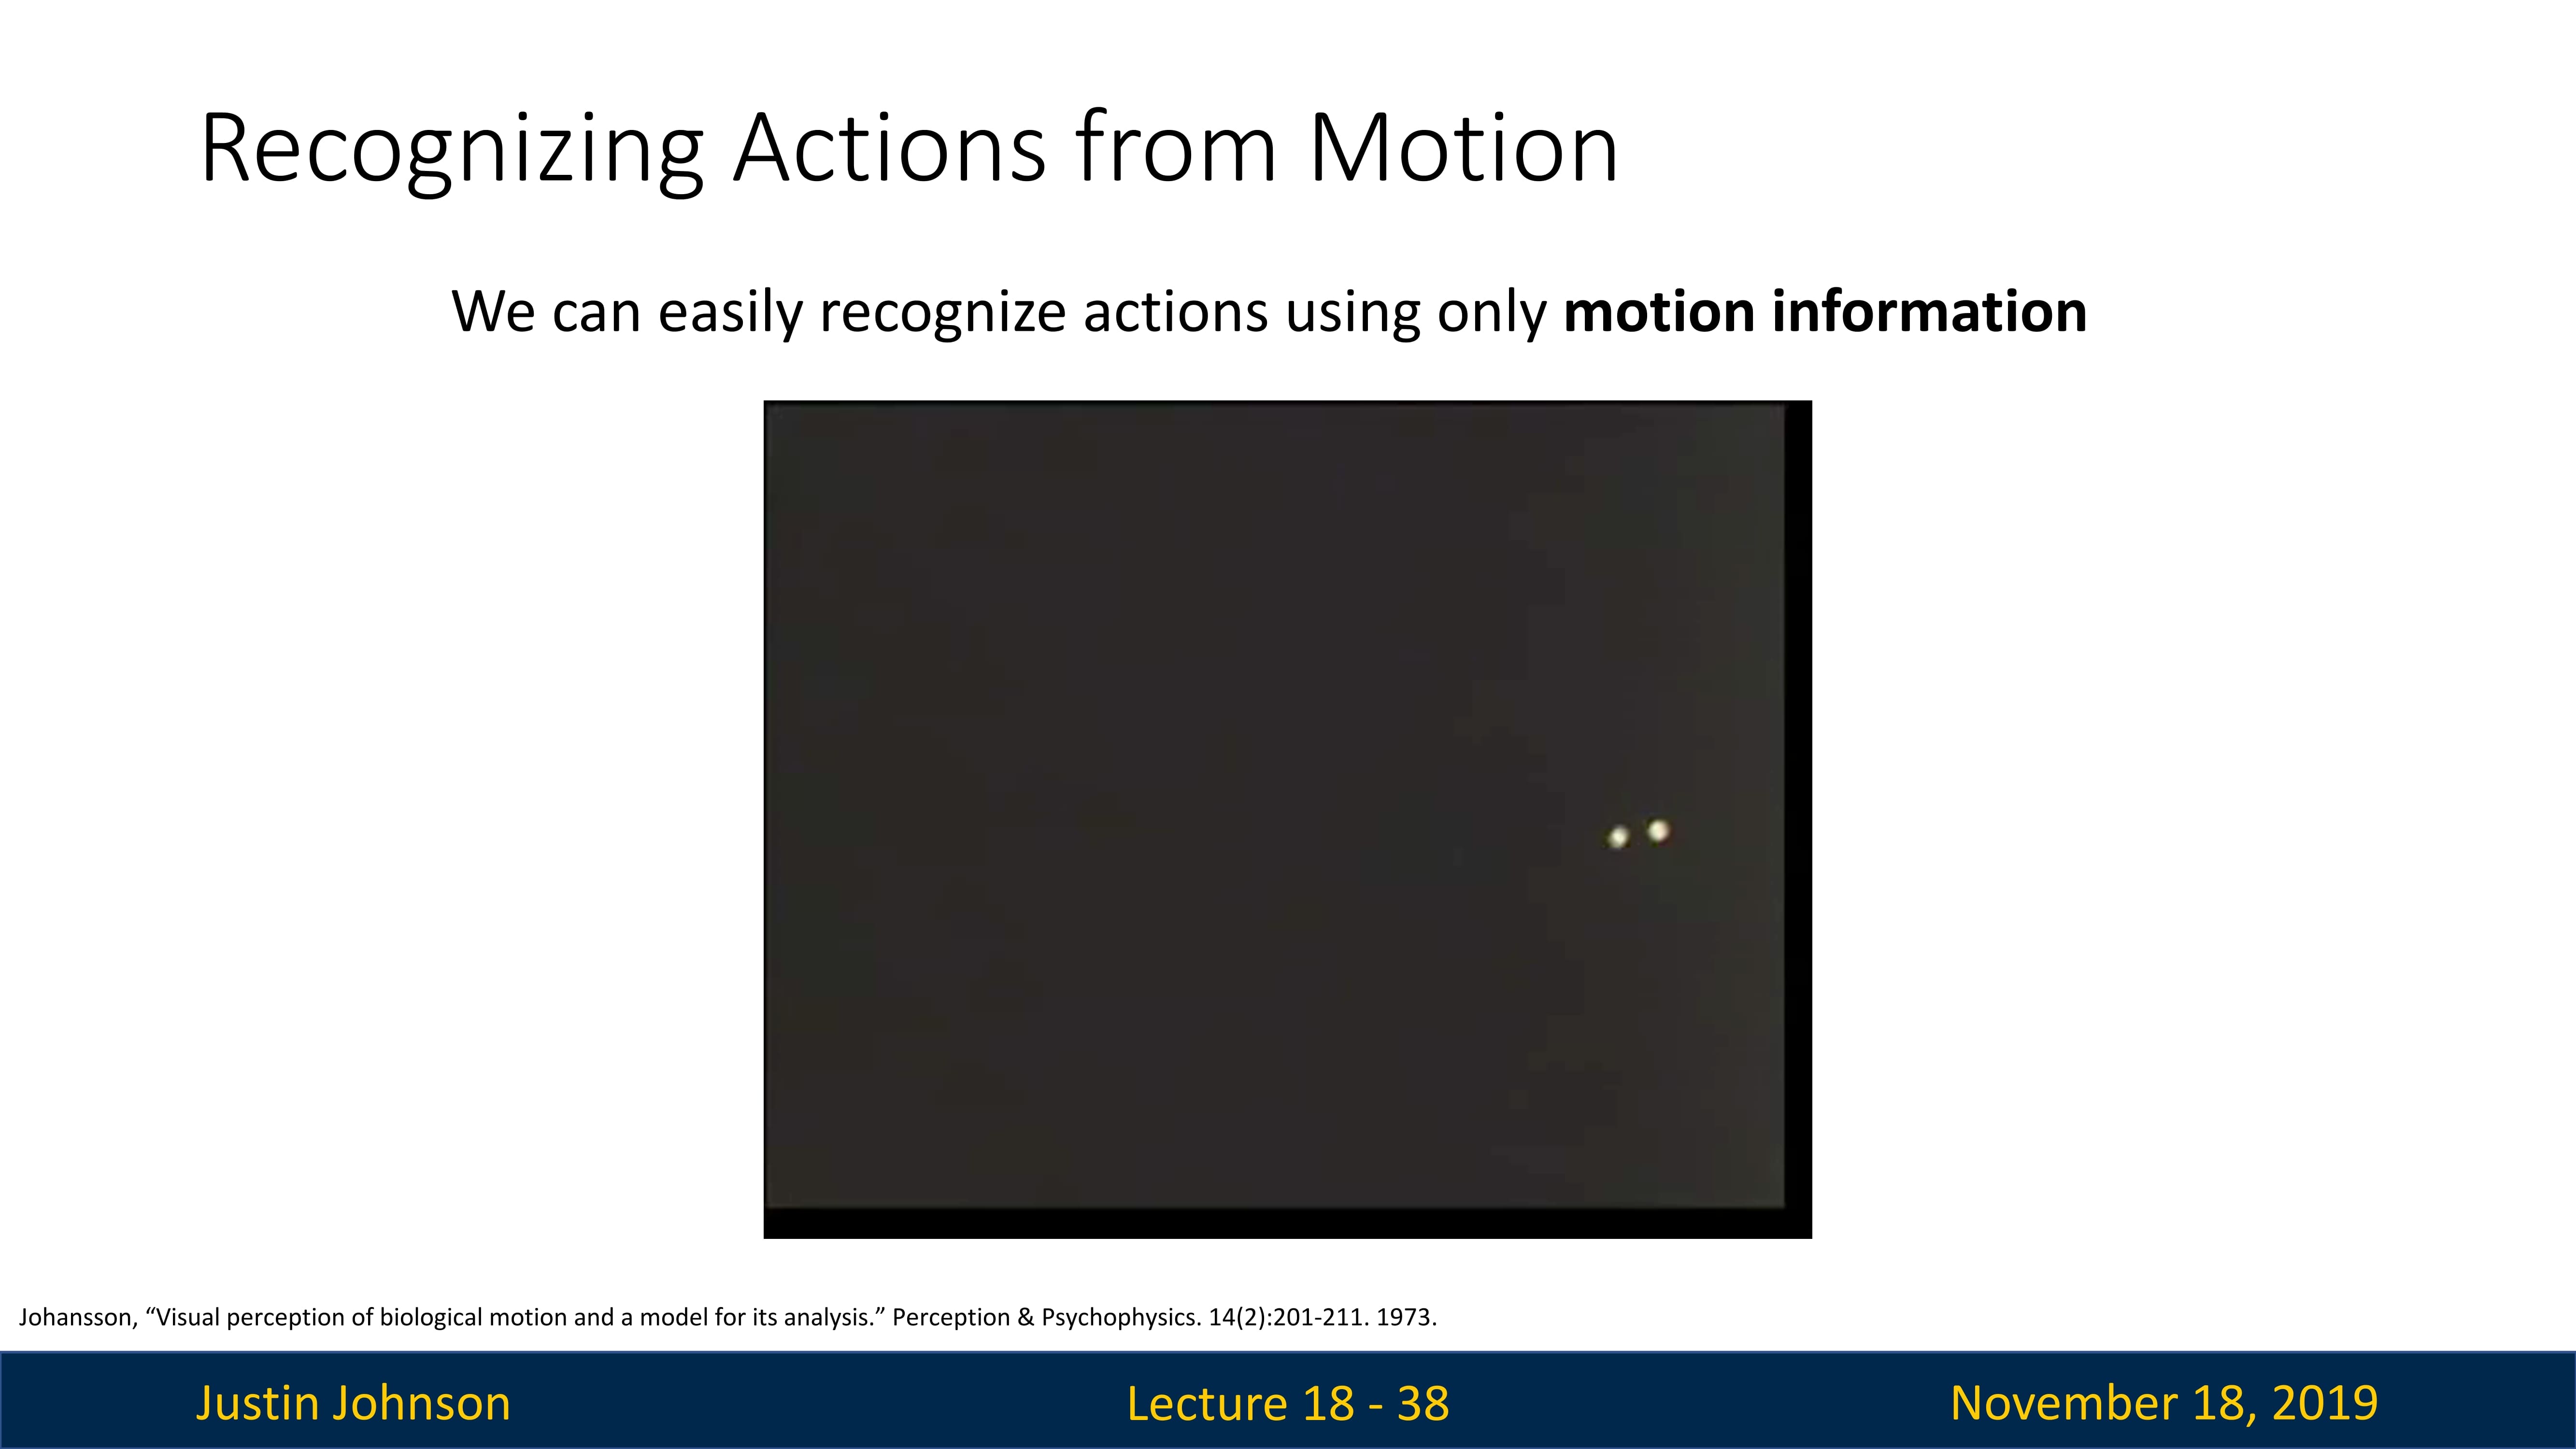 Recognizing Actions from Motion
We can easily recognize actions using only motion information
Johansson, “Visual perception of biological motion and a model for its analysis.” Perception & Psychophysics. 14(2):201-211. 1973.
Justin Johnson
Lecture 18 - 38
November 18, 2019